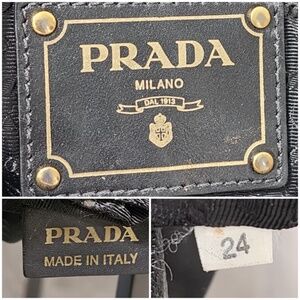 PRADA
MILANO
DAL 1913
PRADA
MADE IN ITALY
24